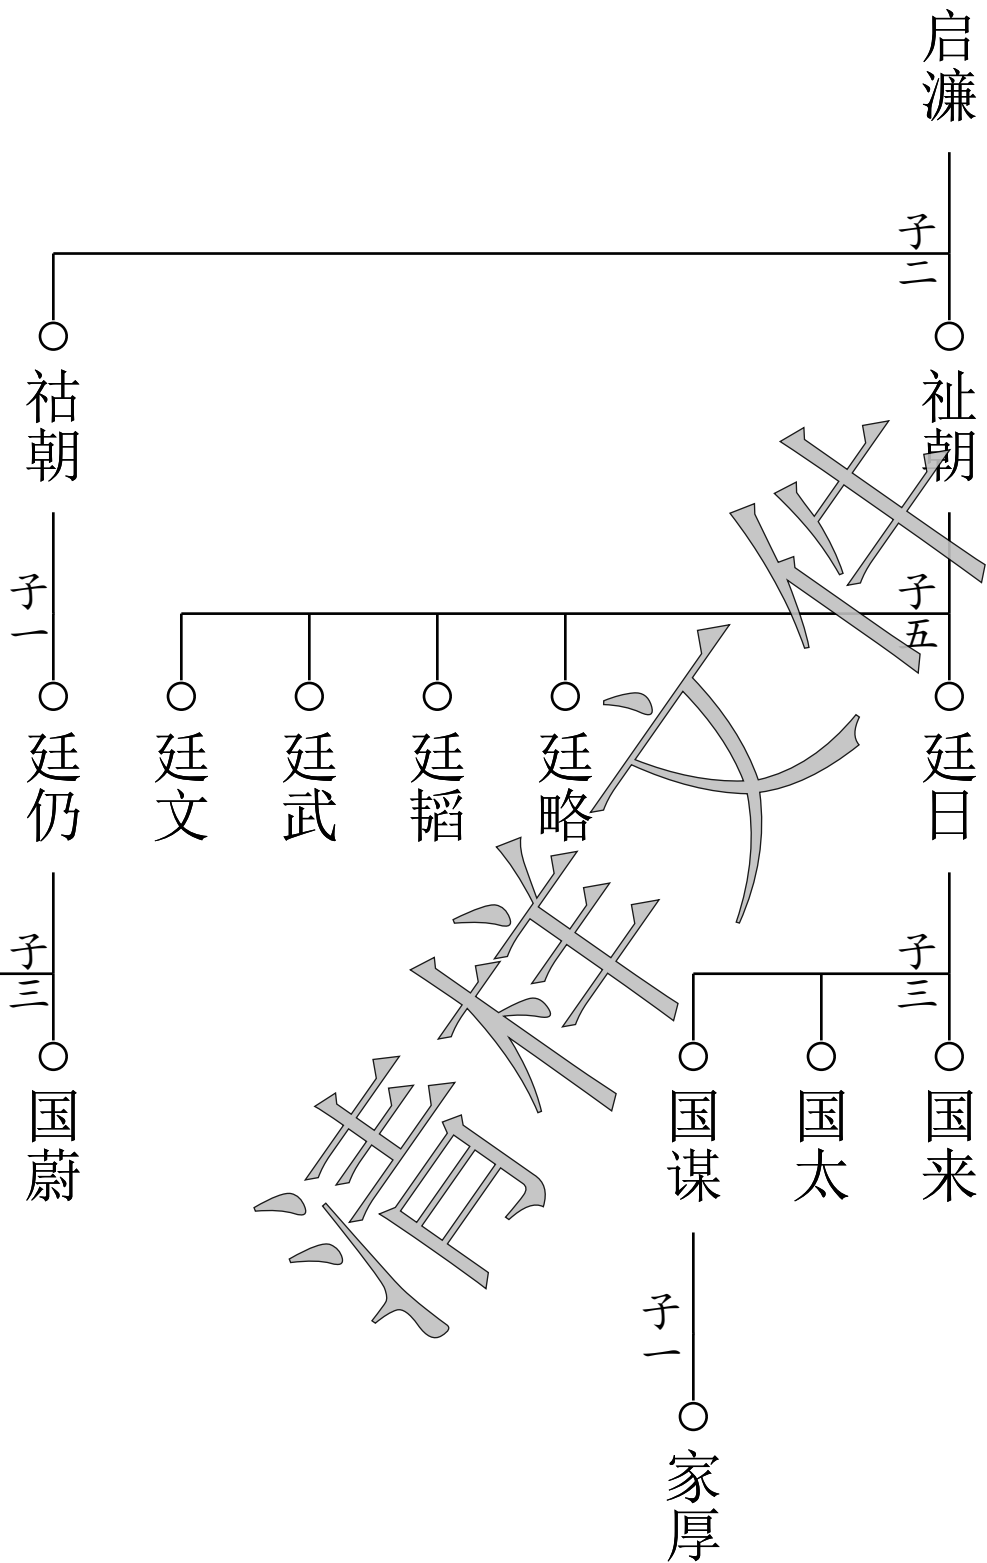 启濂
子二
祉朝
祜朝
子五
子一
廷日
廷略
廷韬
廷武
廷文
廷仍
子三
子三
国来
国太
国谋
国蔚
子一
家厚
清样文件